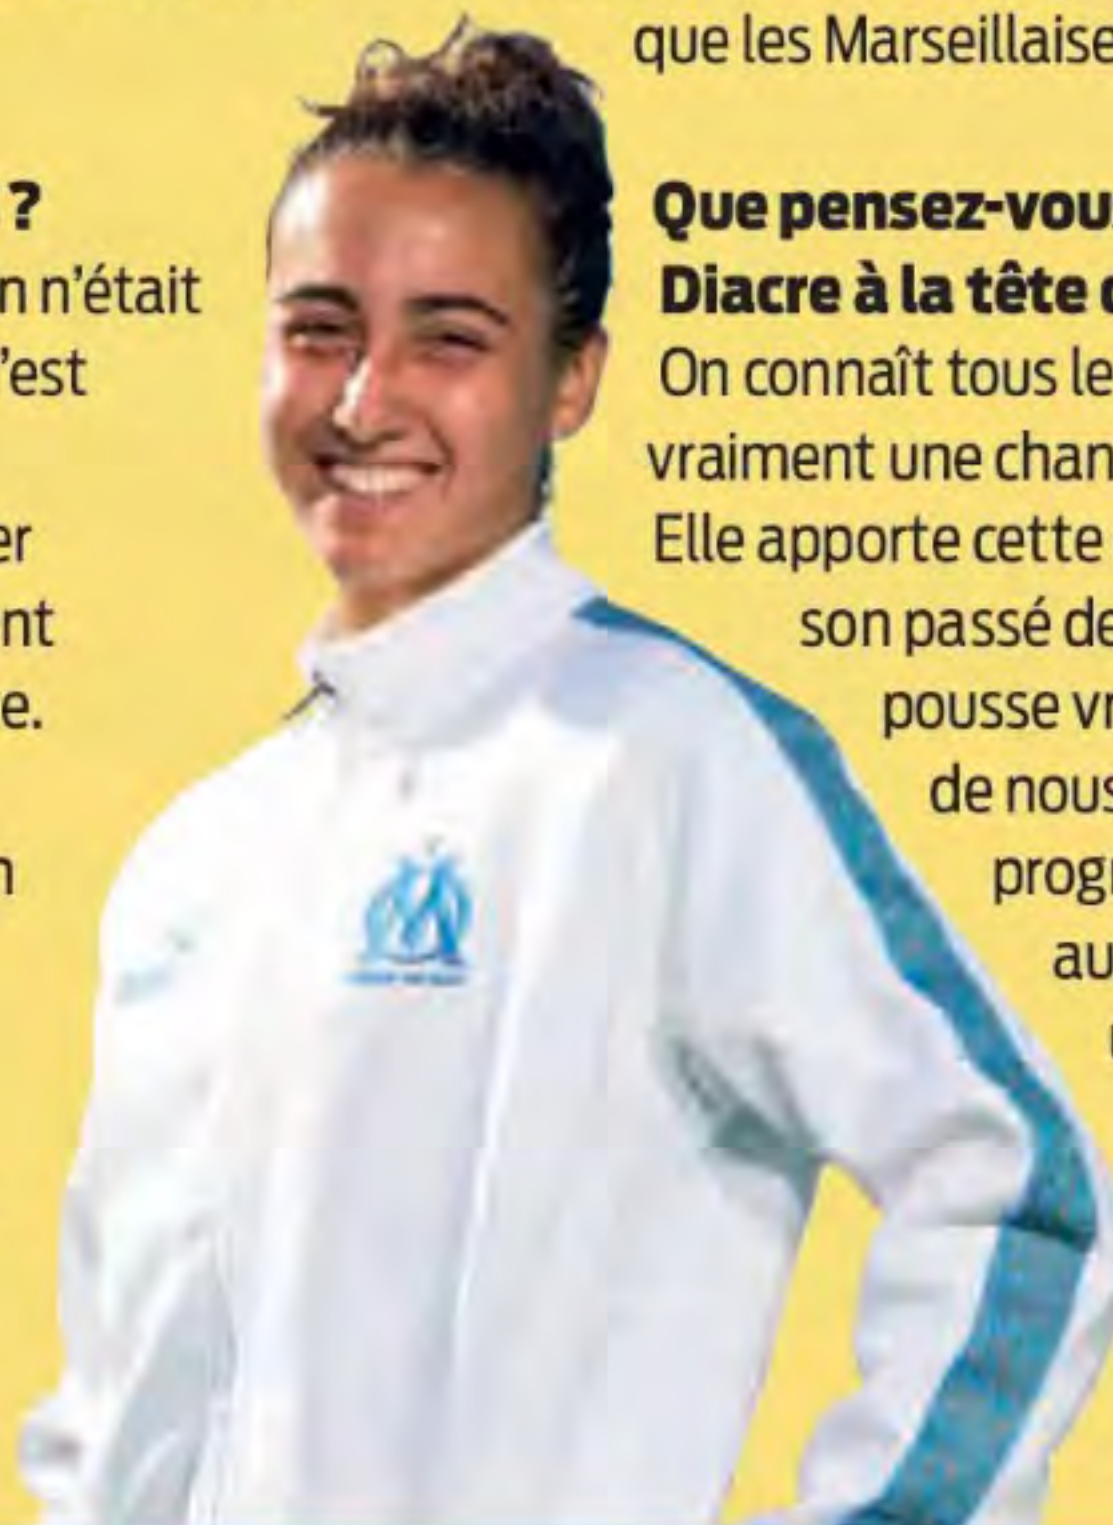 ?
n n'était
'est
er
nt
e.
n
que les Marseillaise
Que pensez-vou
Diacre à la tête
On connaît tous le
vraiment une chan
Elle apporte cette
son passé de
pousse vr
de nous
prog
au